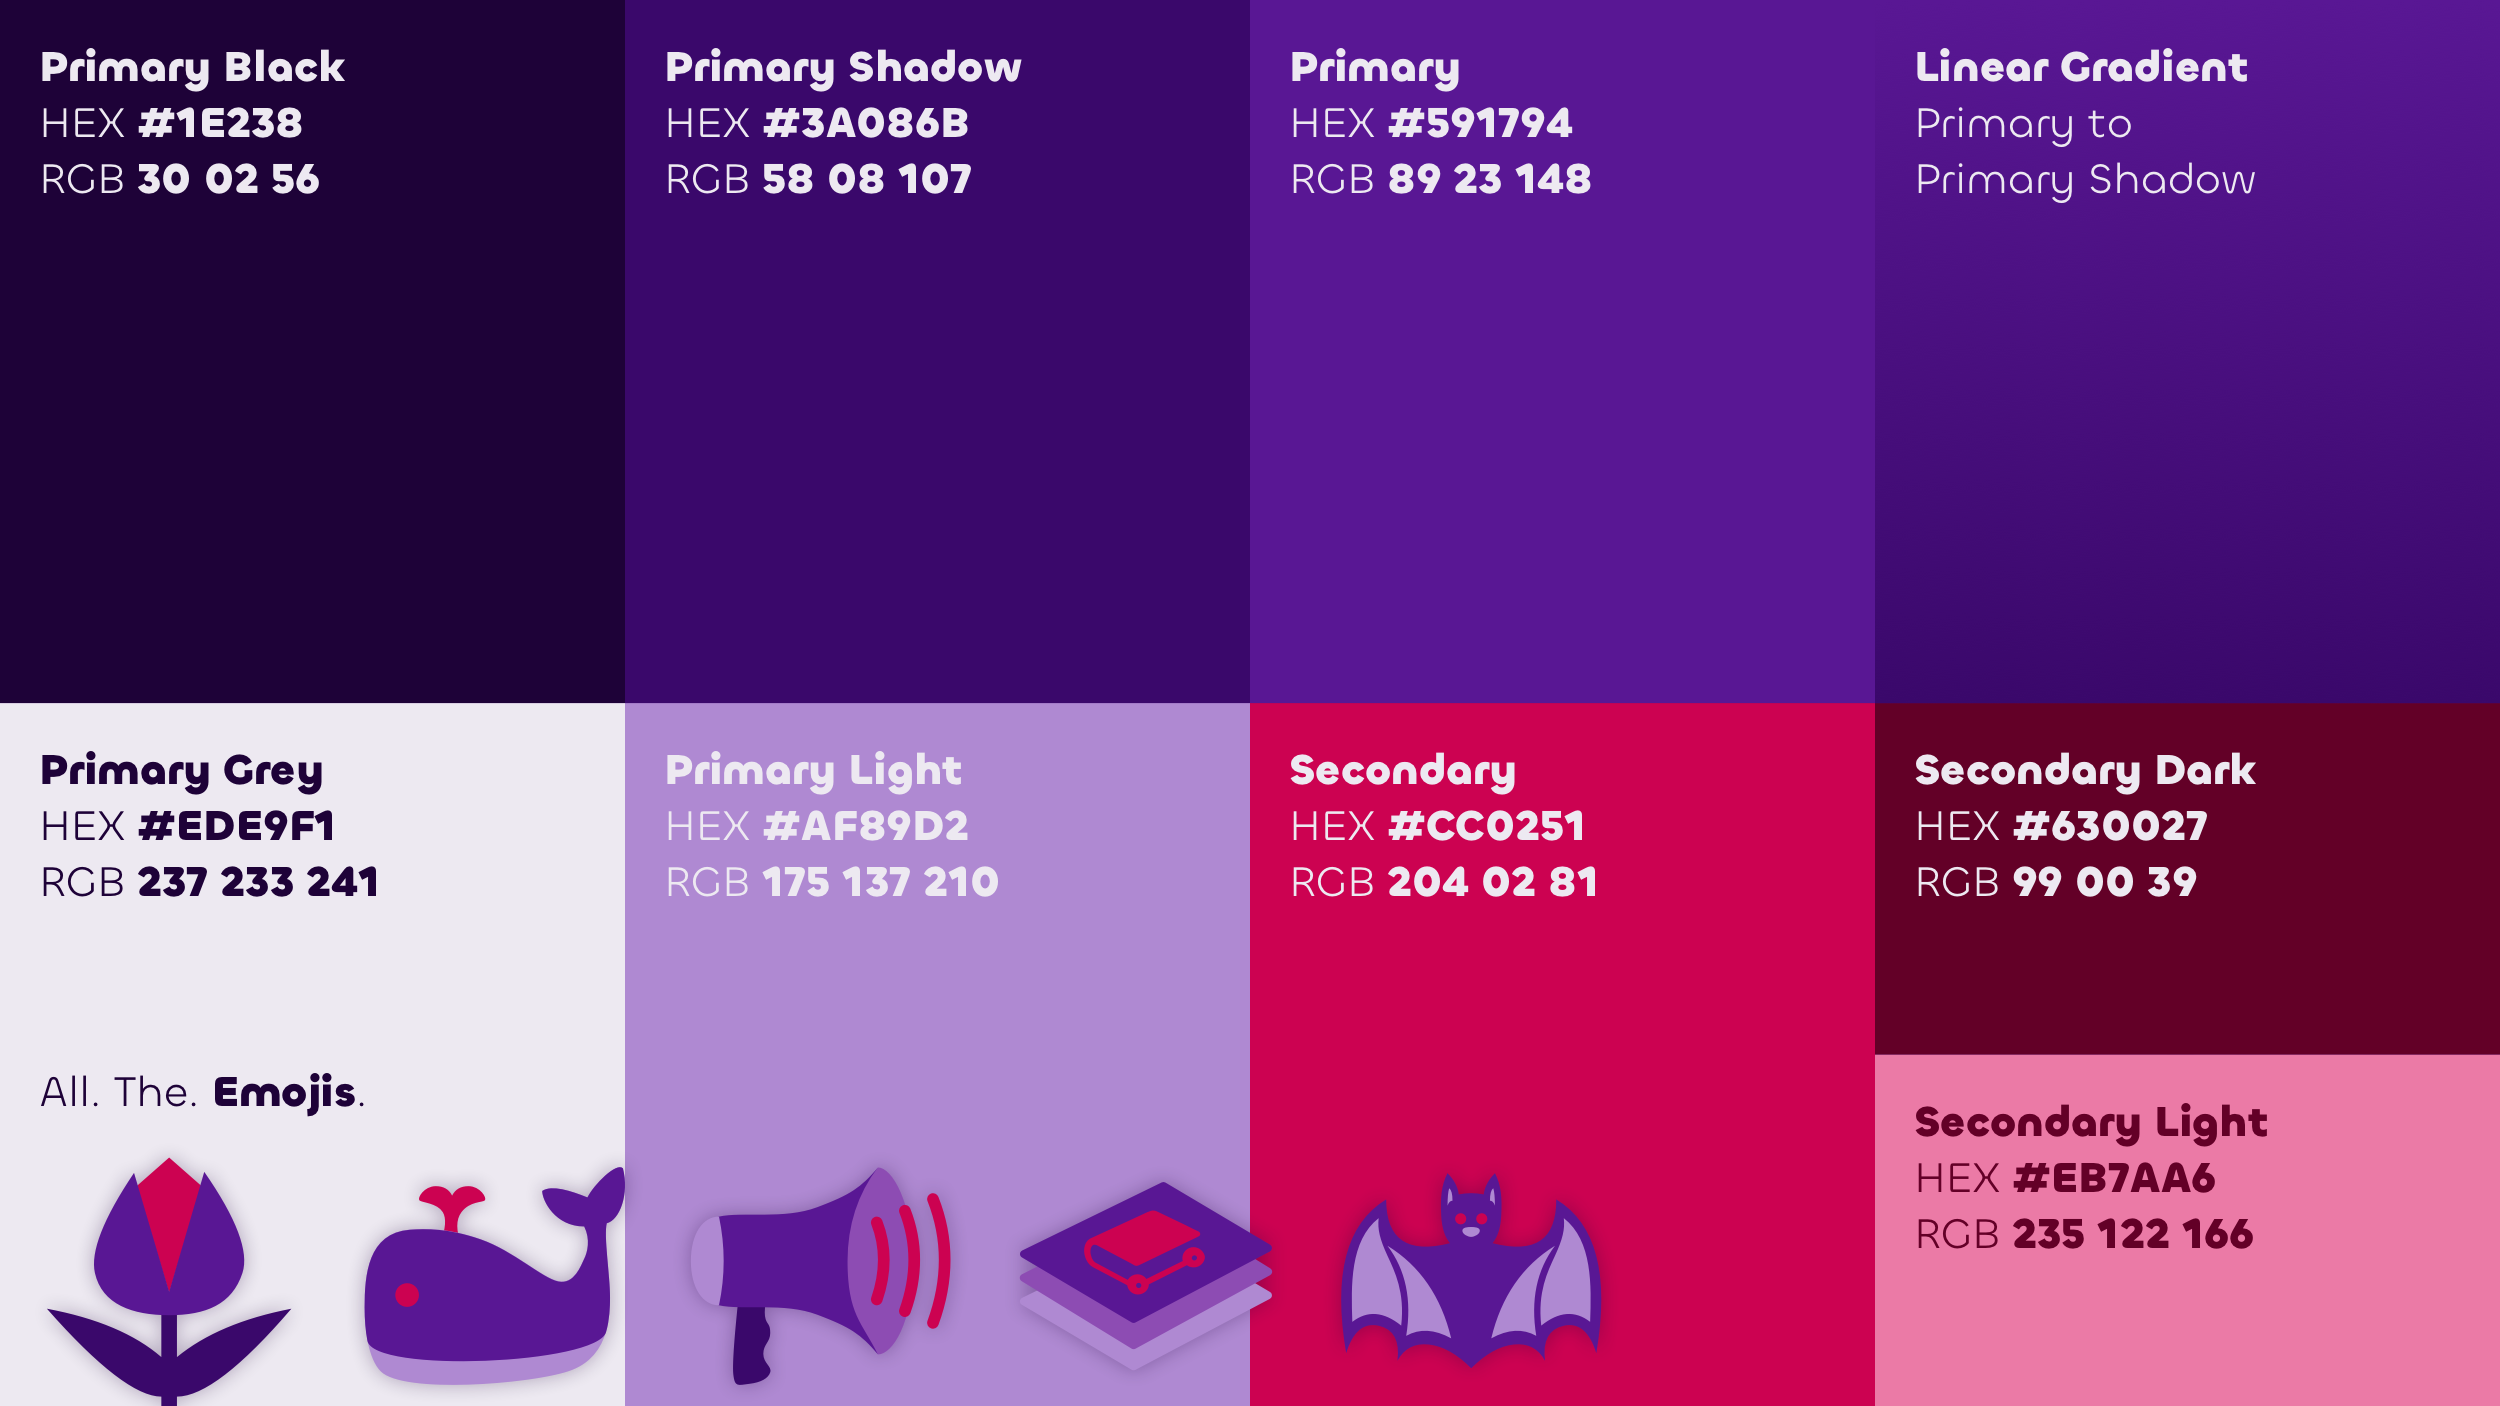 Primary Black
HEX #1E238
RGB 30 02 56
Primary Shadow
HEX #3A086B
RGB 58 08 107
Primary
HEX #591794
RGB 89 23 148
Linear Gradient
Primary to
Primary Shadow
Primary Grey
HEX #EDE9F1
RGB 237 233 241
All. The. Emojis.
Primary Light
HEX #AF89D2
RGB 175 137 210
Secondary
HEX #CC0251
RGB 204 02 81
Secondary Dark
HEX #630027
RGB 99 00 39
Secondary Light
HEX #EB7AA6
RGB 235 122 166